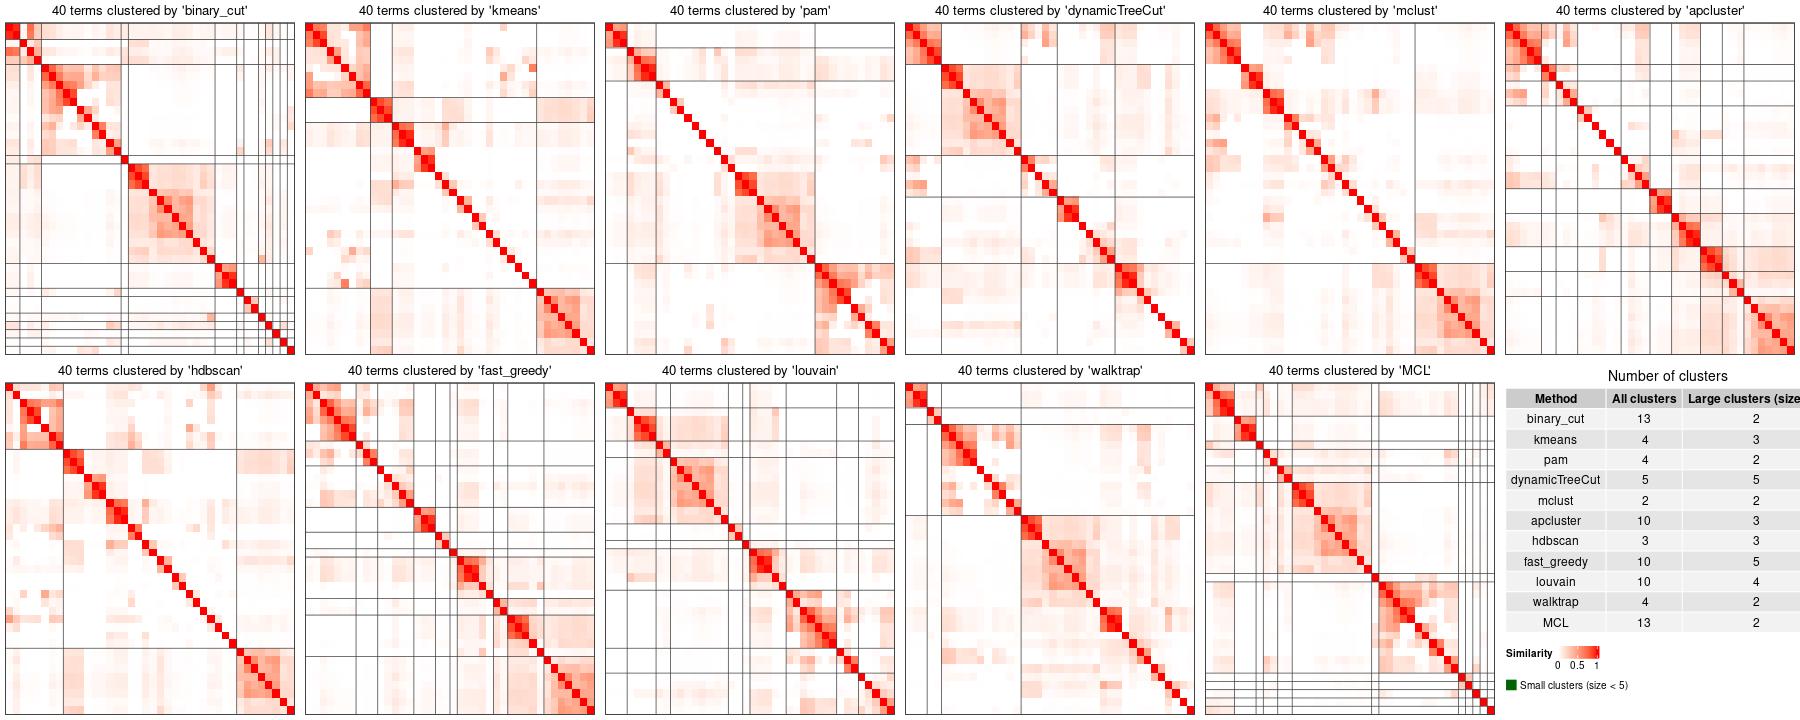 40 terms clustered by 'binary_cut'
40 terms clustered by 'kmeans'
40 terms clustered by 'pam'
40 terms clustered by 'dynamicTreeCut'
40 terms clustered by 'mclust'
40 terms clustered by 'apcluster'
40 terms clustered by 'hdbscan'
40 terms clustered by 'fast_greedy'
40 terms clustered by 'louvain'
40 terms clustered by 'walktrap'
40 terms clustered by 'MCL'
Number of clusters
Method All clusters Large clusters (size
binary_cut 13 2
kmeans 4 3
pam 4 2
dynamicTreeCut 5 5
mclust 2 2
apcluster 10 3
hdbscan 3 3
fast_greedy 10 5
louvain 10 4
walktrap 4 2
MCL 13 2
Similarity
0 0.5 1
Small clusters (size < 5)